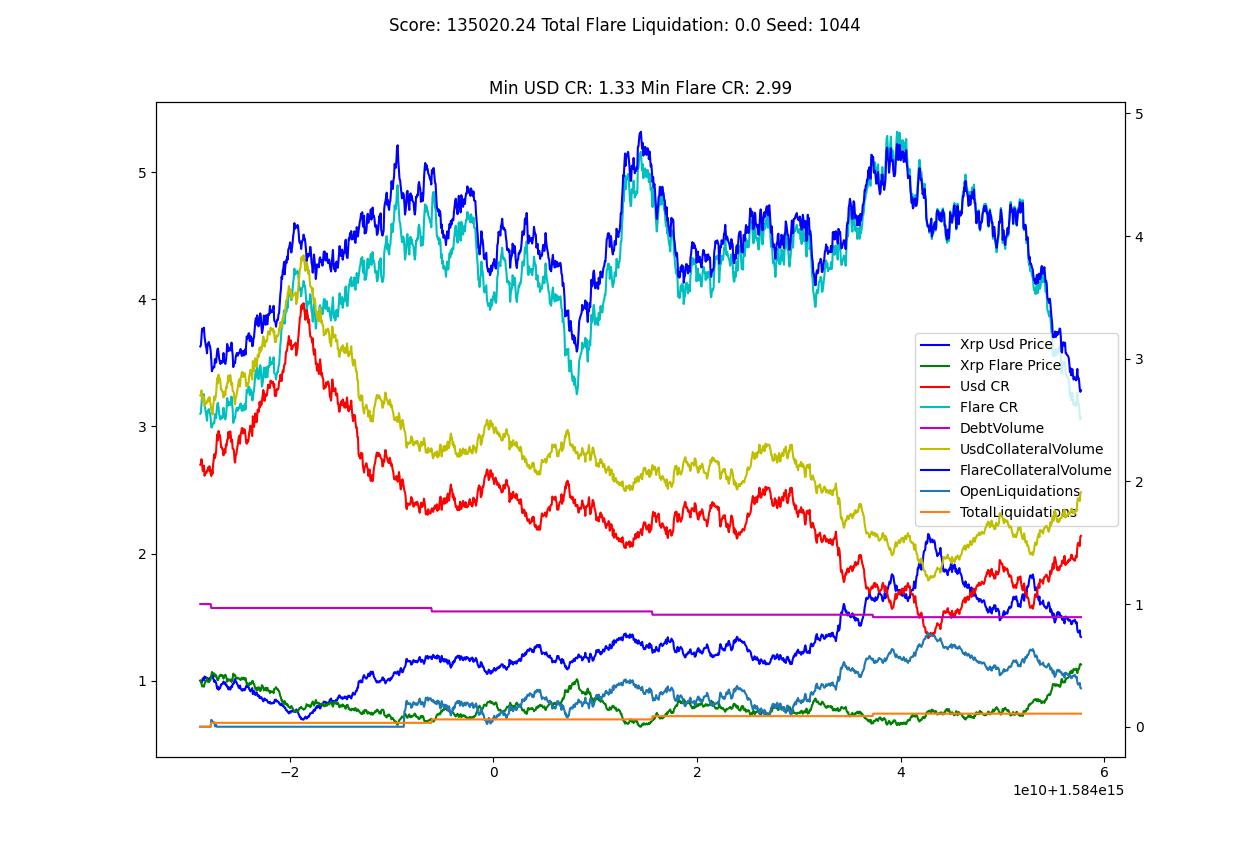 Score: 135020.24 Total Flare Liquidation: 0.0 Seed: 1044
Min USD CR: 1.33 Min Flare CR: 2.99
5
4
3
2
1
5
4
3
2
1
0
Xrp Usd Price
Xrp Flare Price
Usd CR
Flare CR
DebtVolume
UsdCollateralVolume
FlareCollateralVolume
OpenLiquidations
TotalLiquidations
−2 0 2 4 6
1e10+1.584e15